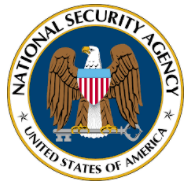 NATIONAL SECURITY AGENCY
UNITED STATES OF AMERICA